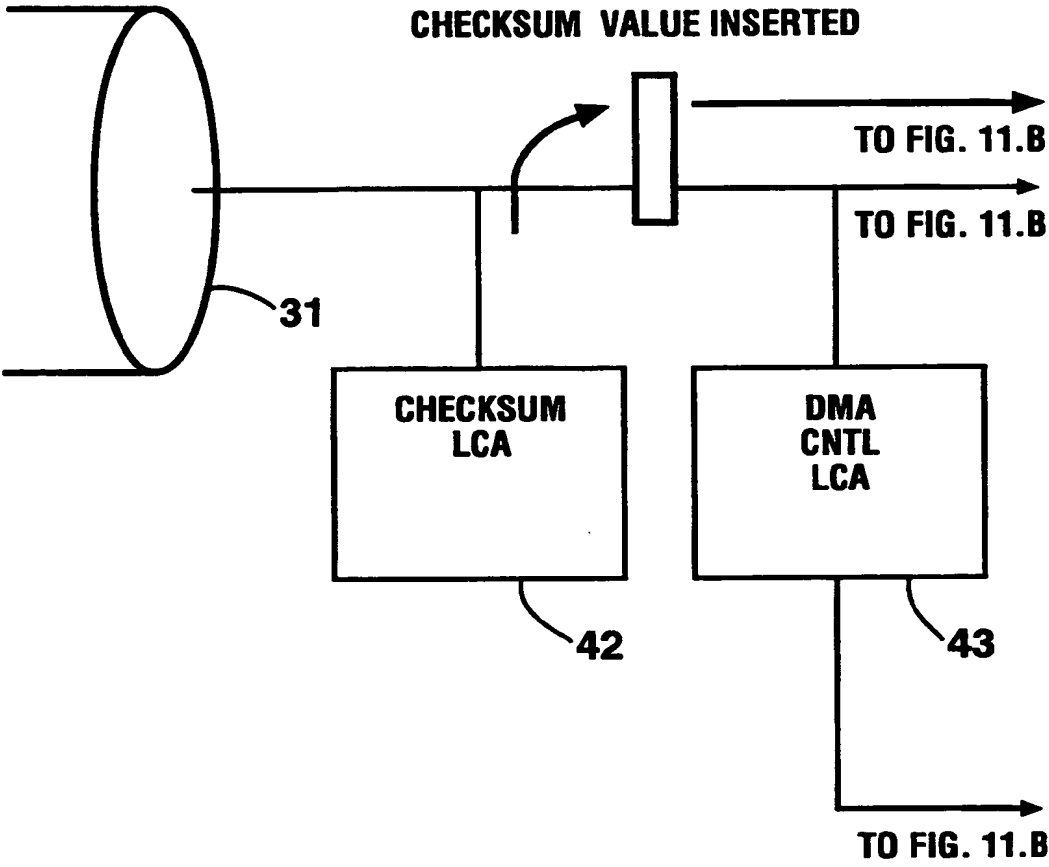 CHECKSUM VALUE INSERTED
TO FIG. 11.B
TO FIG. 11.B
31
CHECKSUM
LCA
DMA
CNTL
LCA
42
43
TO FIG. 11.B